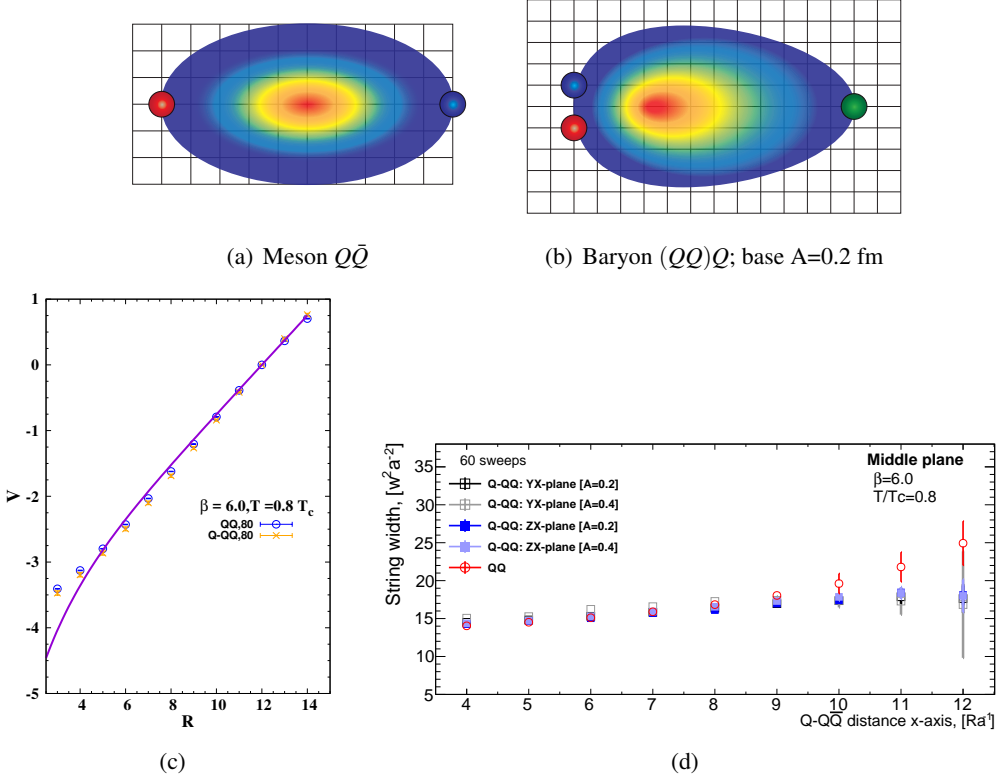 (a) Meson QQ̄
(b) Baryon (QQ)Q; base A=0.2 fm
1
0
-1
-2
-3
-4
-5
V
β = 6.0,T =0.8 Tc
QQ,80
Q-QQ,80
4
6
8
10
12
14
R
(c)
String width, [w²a⁻²]
35
30
25
20
15
10
5
60 sweeps
Q-QQ: YX-plane [A=0.2]
Q-QQ: YX-plane [A=0.4]
Q-QQ: ZX-plane [A=0.2]
Q-QQ: ZX-plane [A=0.4]
QQ
Middle plane
β=6.0
T/Tc=0.8
4
5
6
7
8
9
10
11
12
Q-QQ̄ distance x-axis, [Ra⁻¹]
(d)